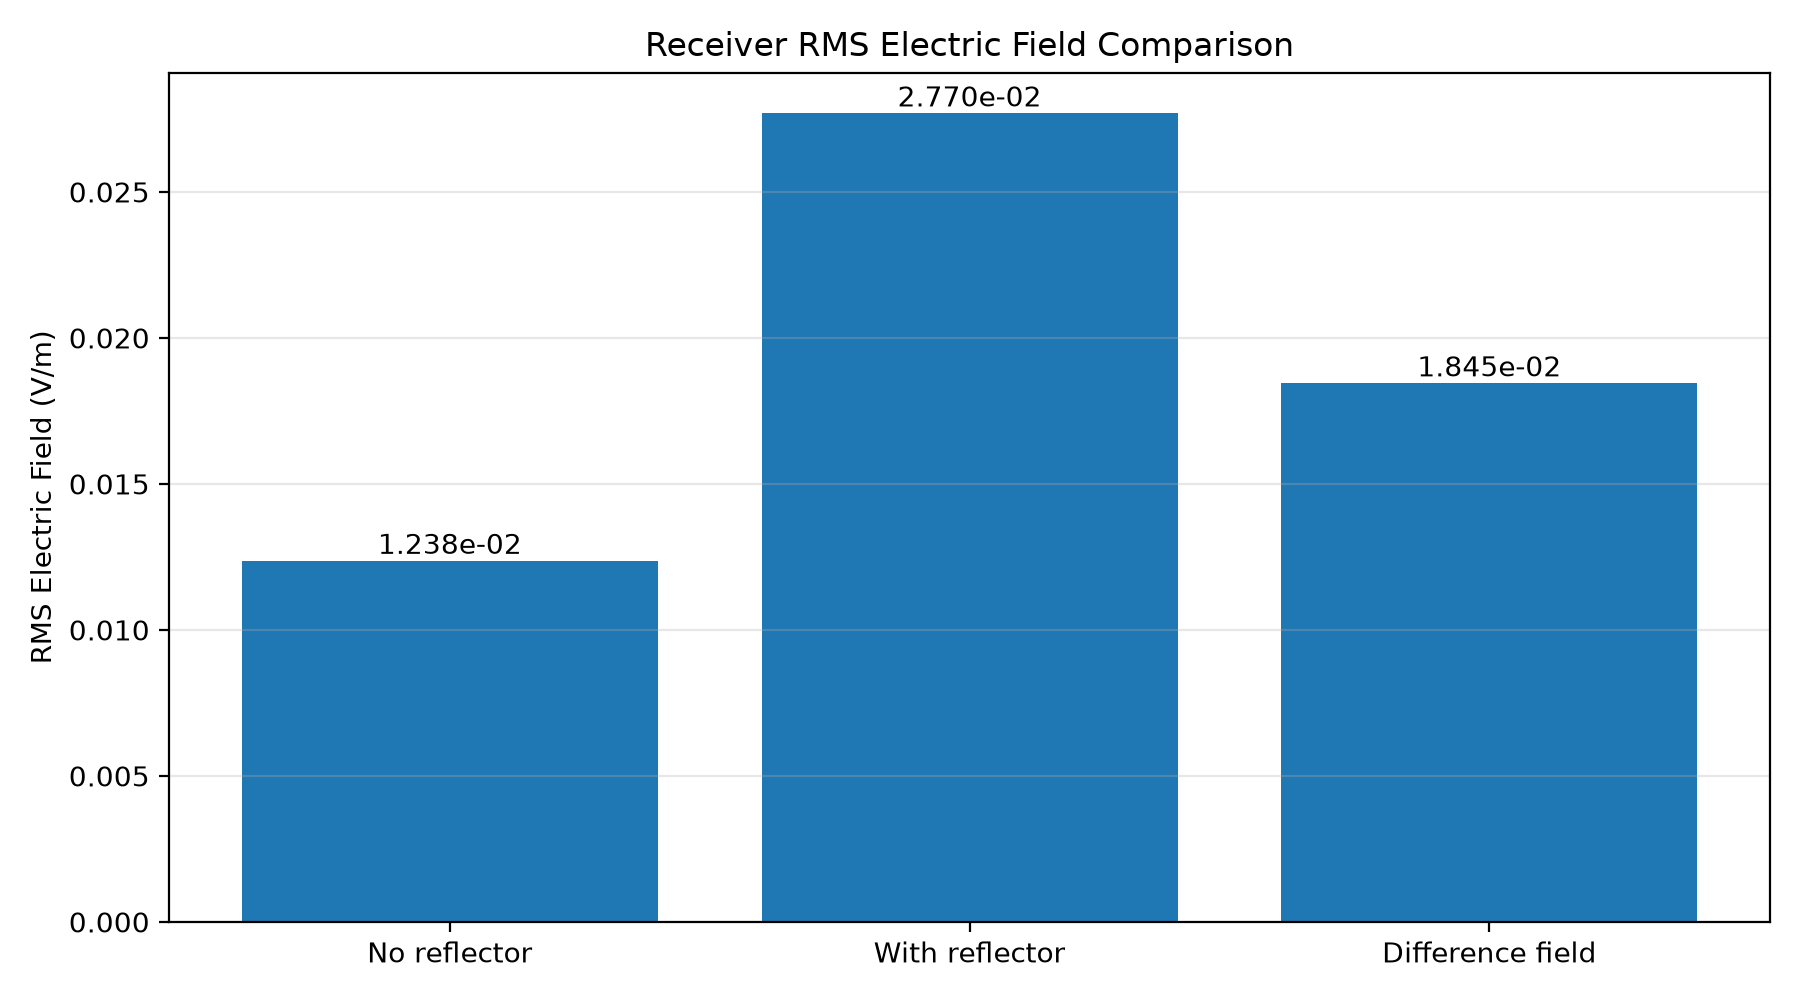 Receiver RMS Electric Field Comparison
RMS Electric Field (V/m)
0.025
0.020
0.015
0.010
0.005
0.000
1.238e-02
2.770e-02
1.845e-02
No reflector
With reflector
Difference field